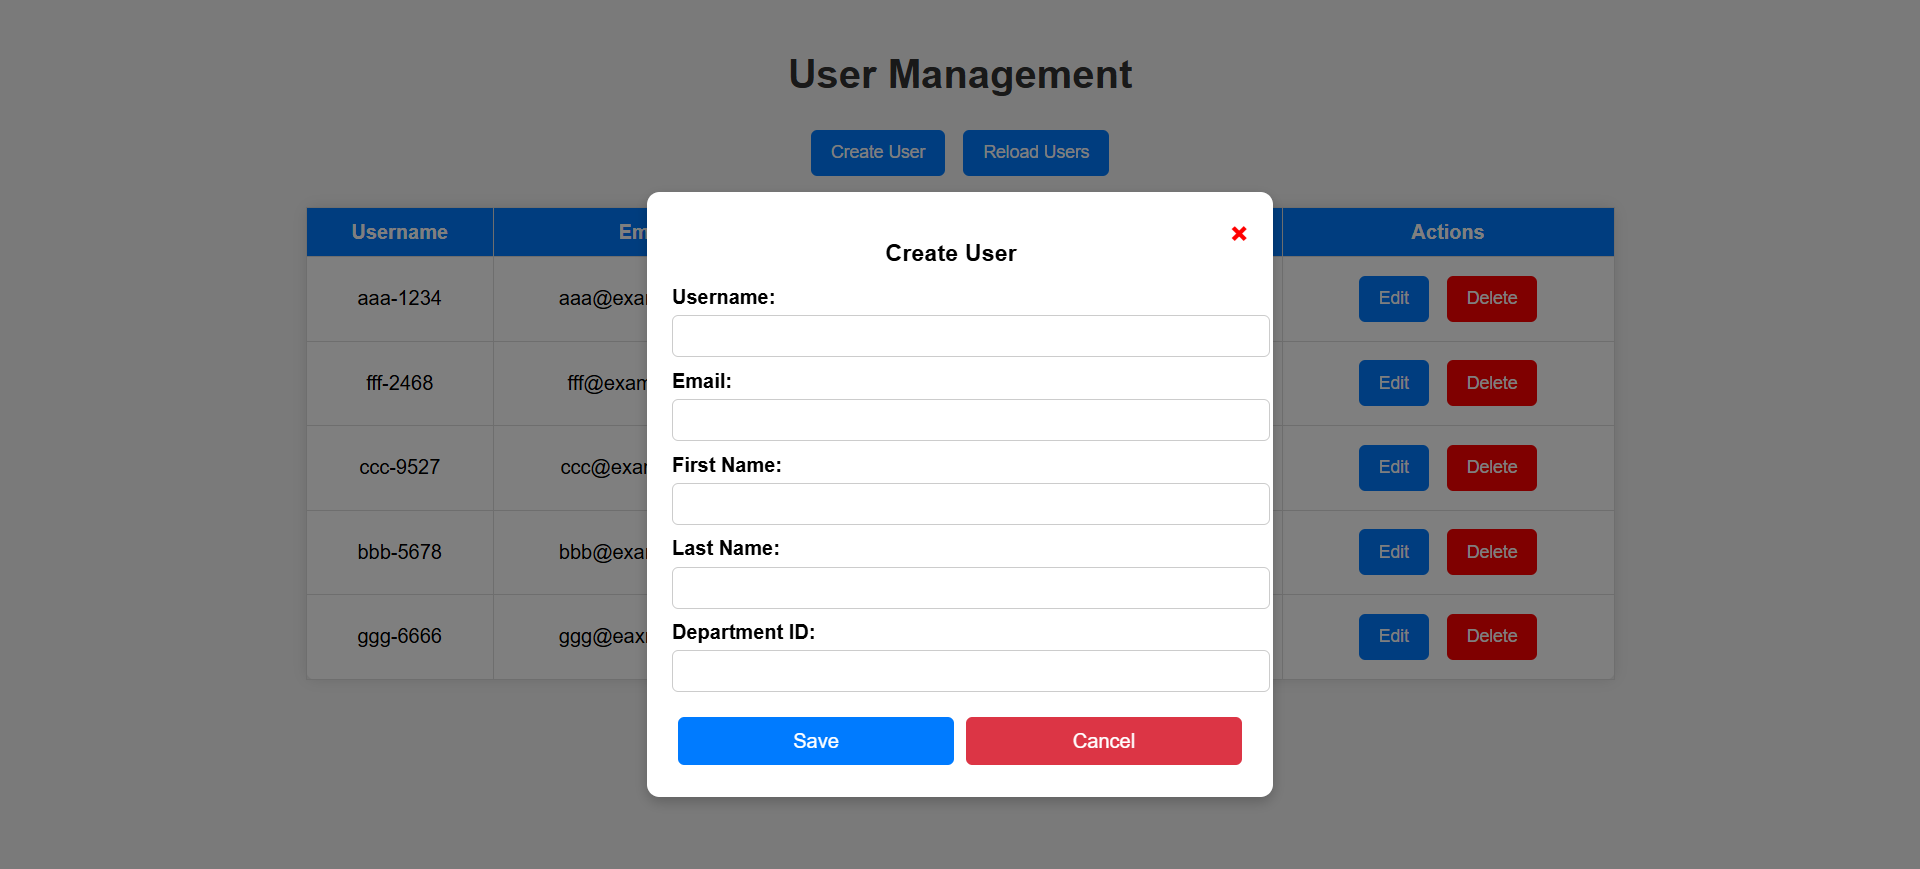 User Management
Create User Reload Users
Username Em Actions
Create User
aaa-1234 aaa@exa Edit Delete
Username:
fff-2468 fff@exam Edit Delete
Email:
ccc-9527 ccc@exa Edit Delete
First Name:
bbb-5678 bbb@exa Edit Delete
Last Name:
ggg-6666 ggg@eax Edit Delete
Department ID:
Save Cancel